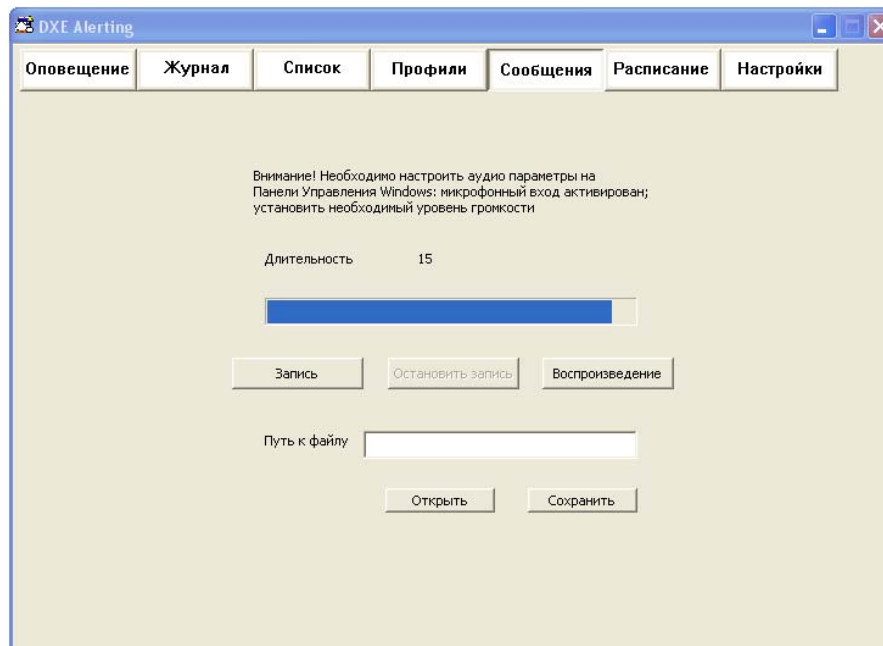 DXE Alerting
Оповещение Журнал Список Профили Сообщения Расписание Настройки
Внимание! Необходимо настроить аудио параметры на
Панели Управления Windows: микрофонный вход активирован;
установить необходимый уровень громкости
Длительность 15
Запись Остановить запись Воспроизведение
Путь к файлу
Открыть Сохранить